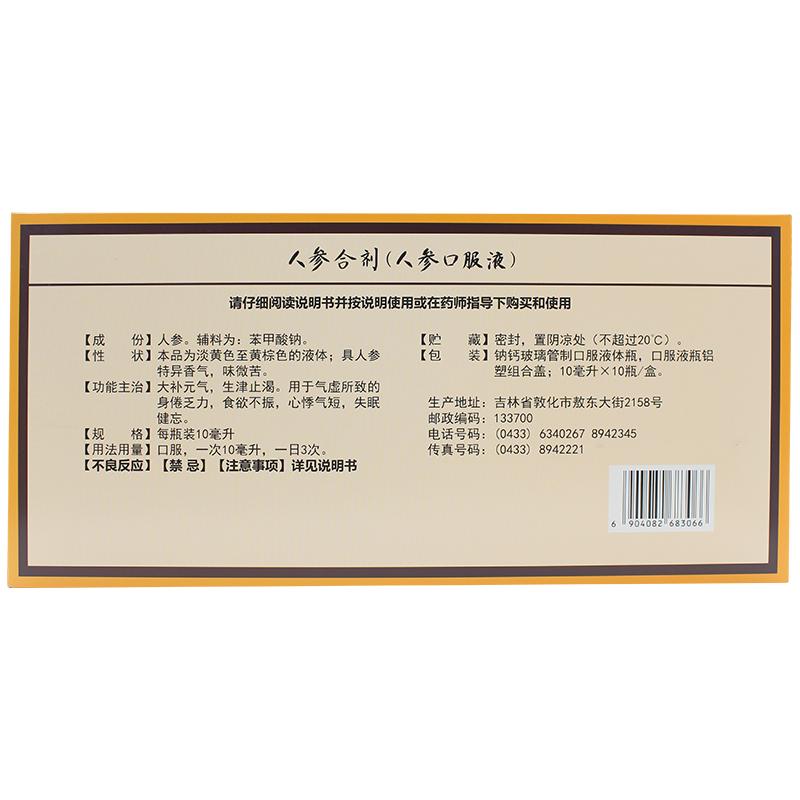 人参合剂(人参口服液)
请仔细阅读说明书并按说明使用或在药师指导下购买和使用
【成　份】人参。辅料为：苯甲酸钠。
【性　状】本品为淡黄色至黄棕色的液体；具人参
特异香气，味微苦。
【功能主治】大补元气，生津止渴。用于气虚所致的
身倦乏力，食欲不振，心悸气短，失眠
健忘。
【规　格】每瓶装10毫升
【用法用量】口服，一次10毫升，一日3次。
【不良反应】【禁 忌】【注意事项】详见说明书
【贮　藏】密封，置阴凉处（不超过20℃）。
【包　装】钠钙玻璃管制口服液体瓶，口服液瓶铝
塑组合盖；10毫升×10瓶/盒。
生产地址：吉林省敦化市敖东大街2158号
邮政编码：133700
电话号码：(0433) 6340267 8942345
传真号码：(0433) 8942221
6 904082 683066